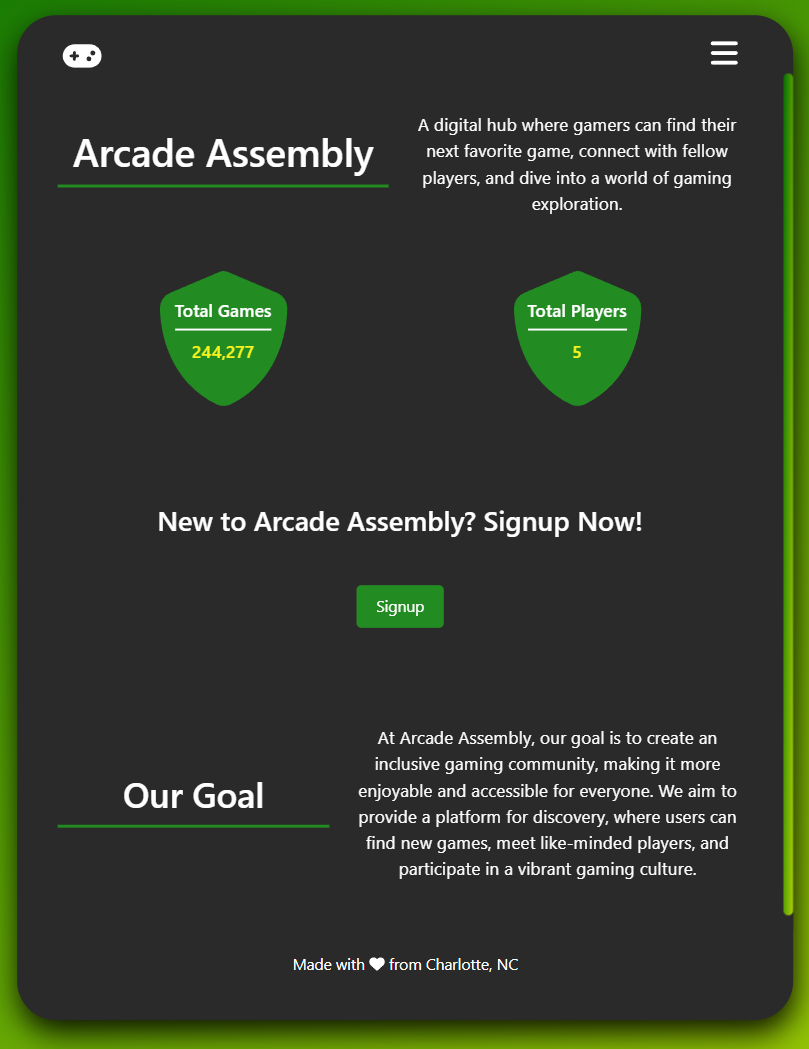 Arcade Assembly
A digital hub where gamers can find their
next favorite game, connect with fellow
players, and dive into a world of gaming
exploration.
Total Games
244,277
Total Players
5
New to Arcade Assembly? Signup Now!
Signup
Our Goal
At Arcade Assembly, our goal is to create an
inclusive gaming community, making it more
enjoyable and accessible for everyone. We aim to
provide a platform for discovery, where users can
find new games, meet like-minded players, and
participate in a vibrant gaming culture.
Made with ♥ from Charlotte, NC